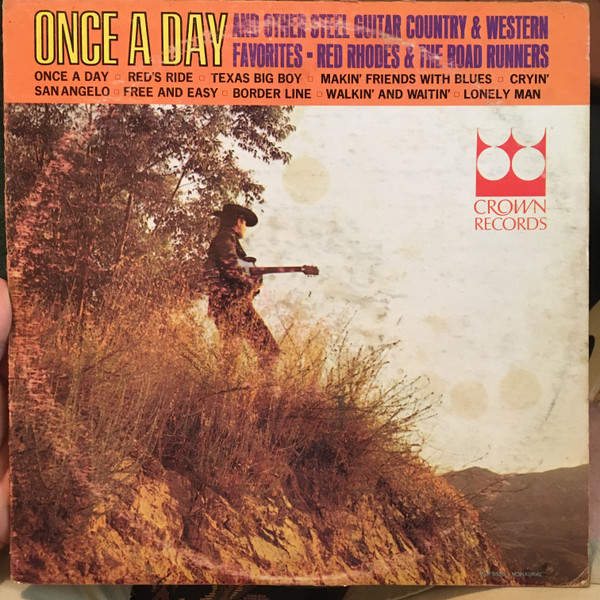 ONCE A DAY
AND OTHER STEEL GUITAR COUNTRY & WESTERN
FAVORITES - RED RHODES & THE ROAD RUNNERS
ONCE A DAY ▫ RED'S RIDE ▫ TEXAS BIG BOY ▫ MAKIN' FRIENDS WITH BLUES ▫ CRYIN'
SAN ANGELO ▫ FREE AND EASY ▫ BORDER LINE ▫ WALKIN' AND WAITIN' ▫ LONELY MAN
CROWN
RECORDS
MONAURAL